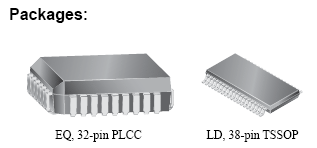 Packages:
EQ, 32-pin PLCC
LD, 38-pin TSSOP